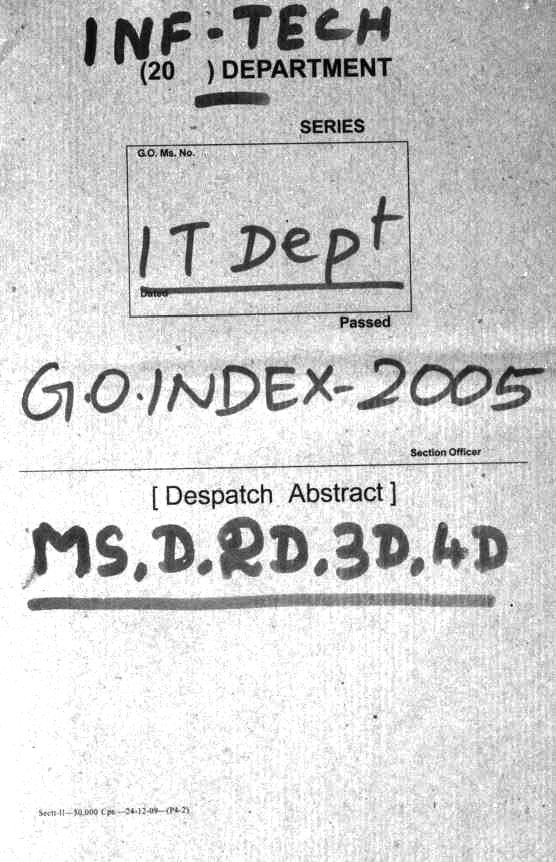 INF-TECH
(20 ) DEPARTMENT
SERIES
G.O. Ms. No.
IT Dept
Dated
Passed
G.O.INDEX-2005
Section Officer
[ Despatch Abstract ]
MS, D.2D,3D,4D
Sectt-II—50,000 Cps.—24-12-09—(P4-2)